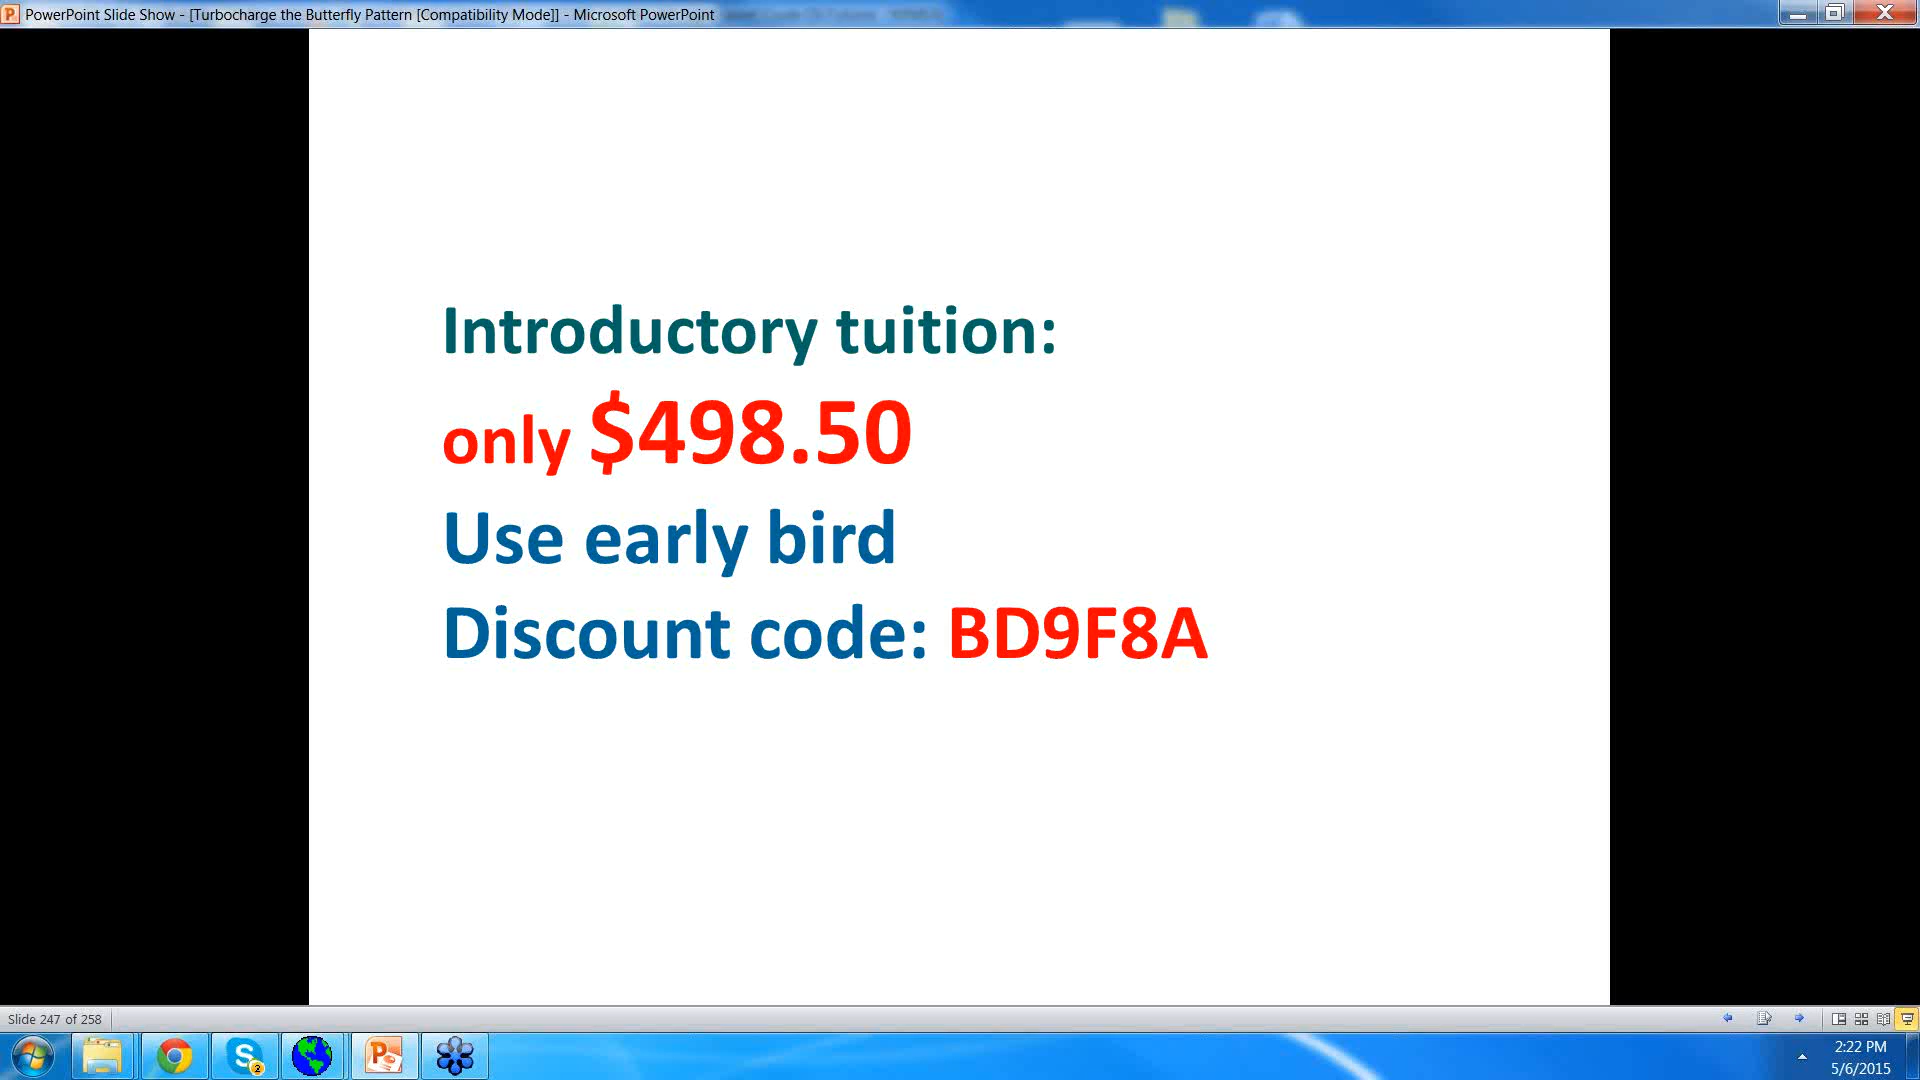 PowerPoint Slide Show - [Turbocharge the Butterfly Pattern [Compatibility Mode]] - Microsoft PowerPoint
Introductory tuition:
only $498.50
Use early bird
Discount code: BD9F8A
Slide 247 of 258
2
2:22 PM
5/6/2015